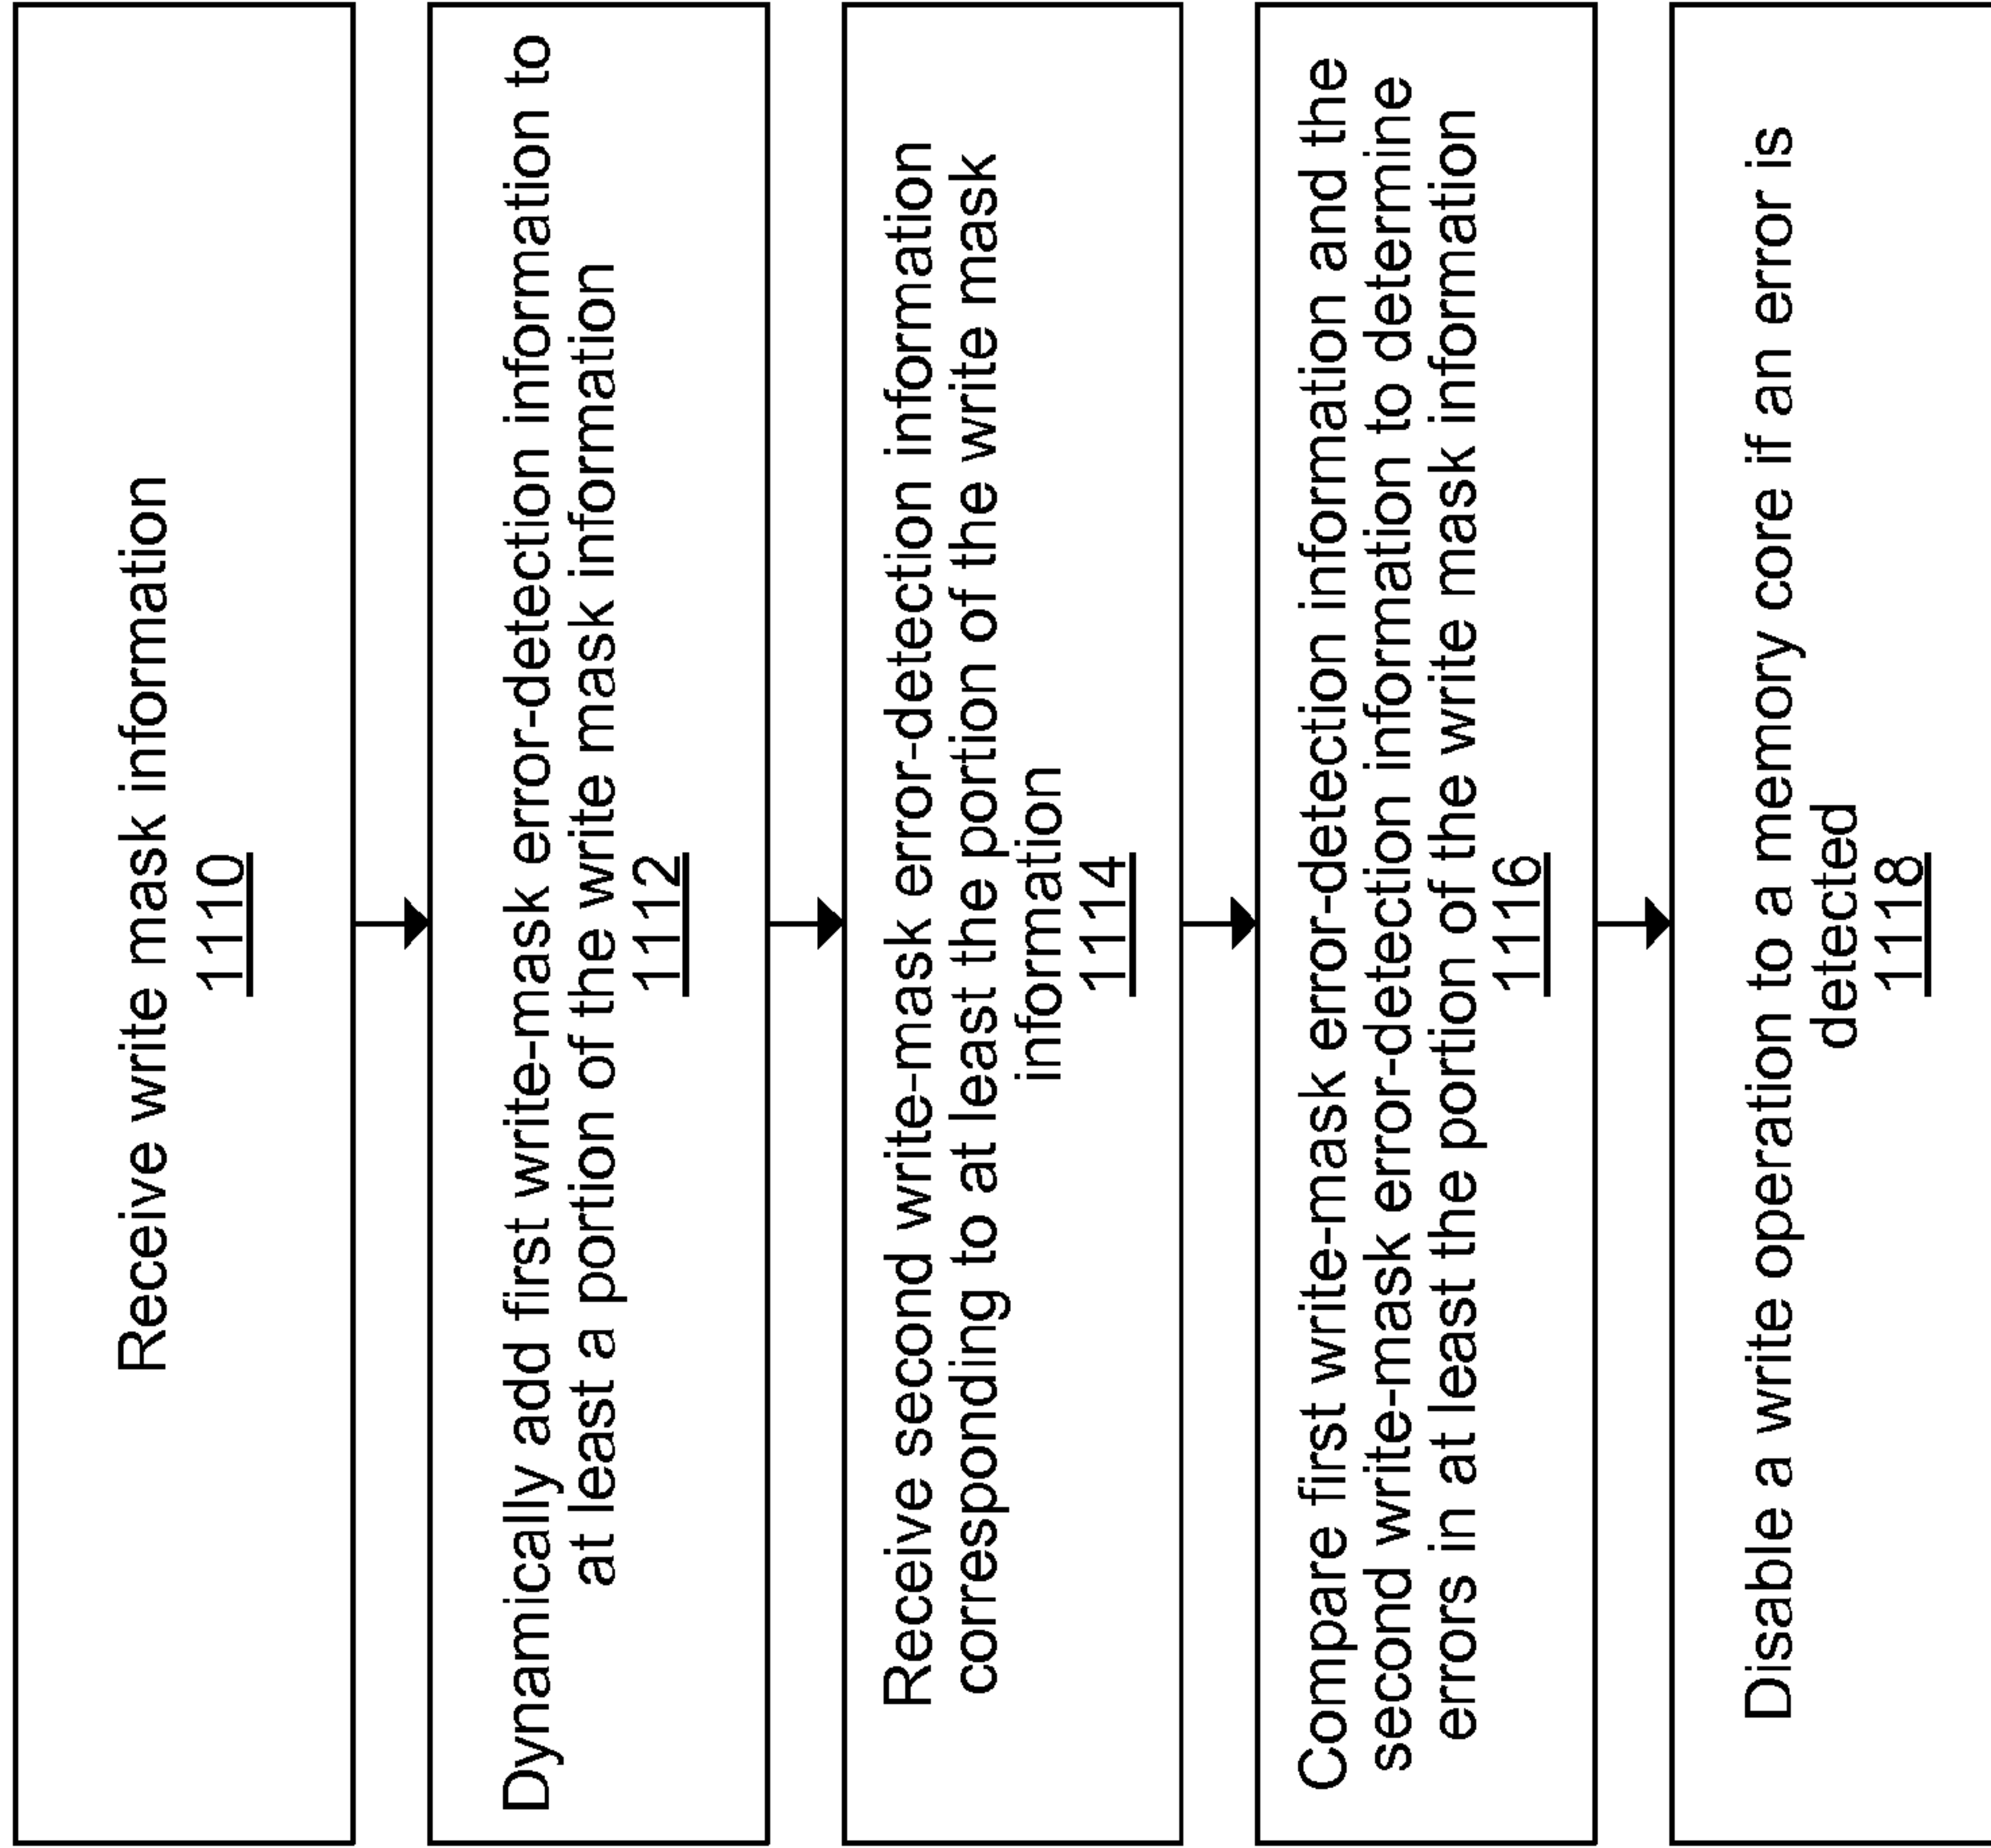 Receive write mask information
1110
Dynamically add first write-mask error-detection information to
at least a portion of the write mask information
1112
Receive second write-mask error-detection information
corresponding to at least the portion of the write mask
information
1114
Compare first write-mask error-detection information and the
second write-mask error-detection information to determine
errors in at least the portion of the write mask information
1116
Disable a write operation to a memory core if an error is
detected
1118